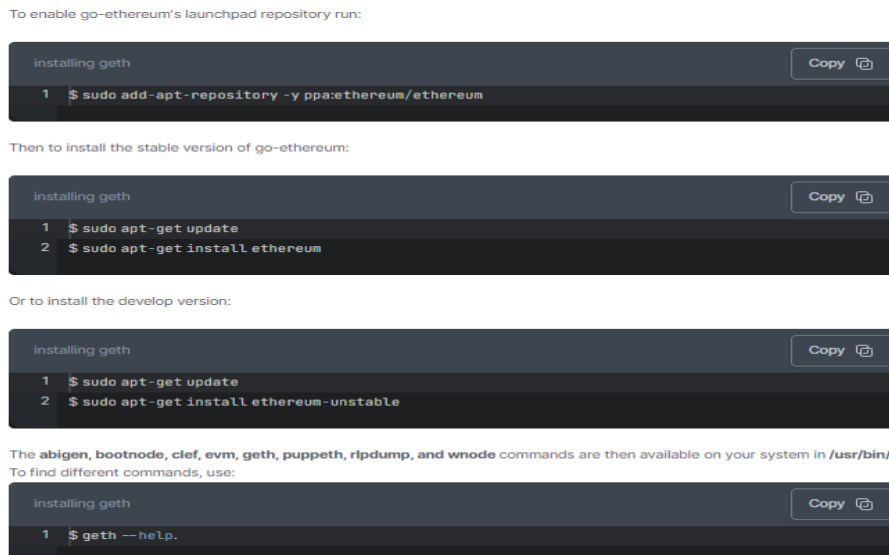 To enable go-ethereum's launchpad repository run:
installing geth
Copy
1 $ sudo add-apt-repository -y ppa:ethereum/ethereum
Then to install the stable version of go-ethereum:
installing geth
Copy
1 $ sudo apt-get update
2 $ sudo apt-get install ethereum
Or to install the develop version:
installing geth
Copy
1 $ sudo apt-get update
2 $ sudo apt-get install ethereum-unstable
The abigen, bootnode, clef, evm, geth, puppeth, rlpdump, and wnode commands are then available on your system in /usr/bin/
To find different commands, use:
installing geth
Copy
1 $ geth --help.